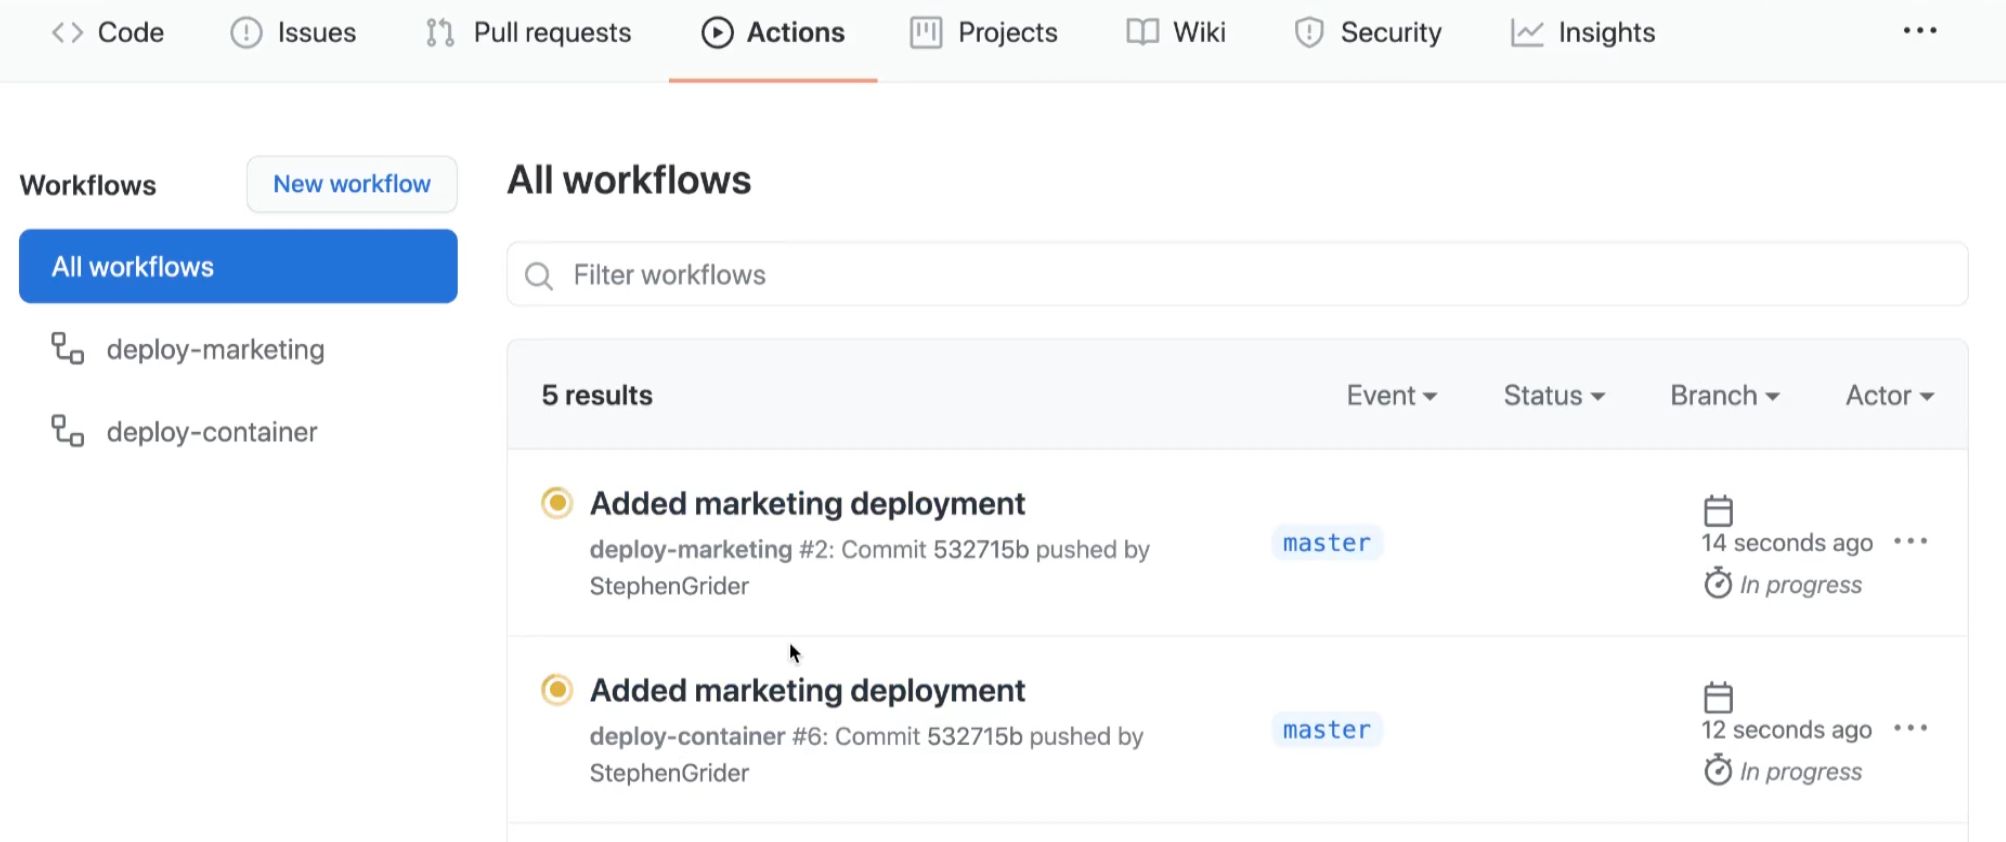 Code Issues Pull requests Actions Projects Wiki Security Insights
Workflows
New workflow
All workflows
deploy-marketing
deploy-container
All workflows
Filter workflows
5 results Event Status Branch Actor
Added marketing deployment
deploy-marketing #2: Commit 532715b pushed by
StephenGrider
master
14 seconds ago
In progress
Added marketing deployment
deploy-container #6: Commit 532715b pushed by
StephenGrider
master
12 seconds ago
In progress